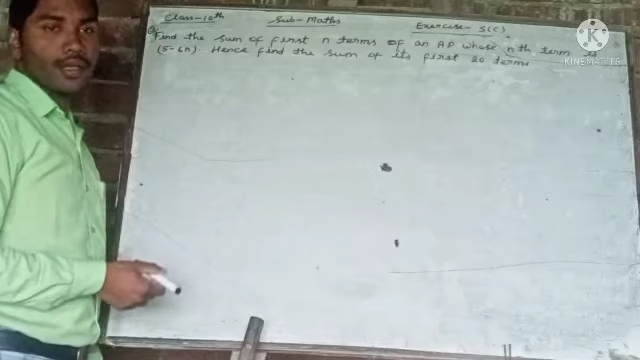 Class-10th Sub-Maths Exercise-5(C)
Q Find the sum of first n terms of an AP whose nth term
(5-6n). Hence find the sum of its first 20 terms
K
KINEMASTER